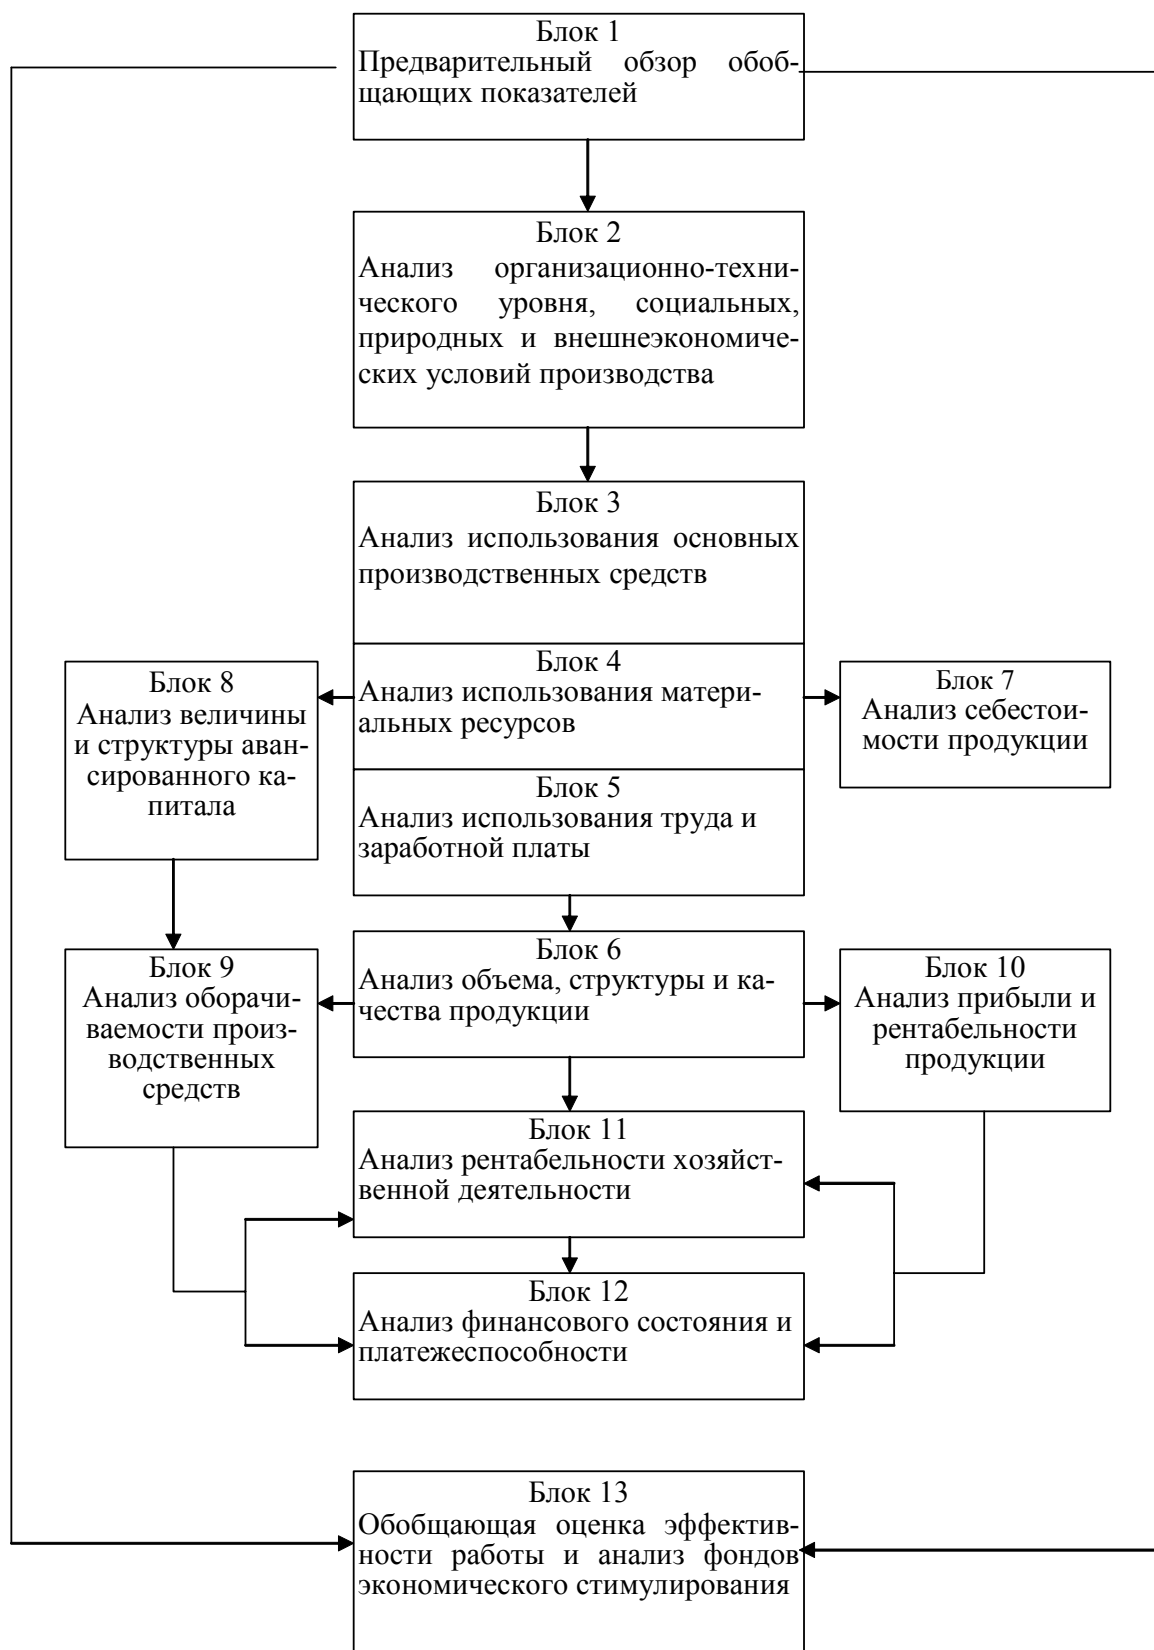 Блок 1
Предварительный обзор обоб-
щающих показателей
Блок 2
Анализ организационно-техни-
ческого уровня, социальных,
природных и внешнеэкономиче-
ских условий производства
Блок 3
Анализ использования основных
производственных средств
Блок 4
Анализ использования матери-
альных ресурсов
Блок 8
Анализ величины
и структуры аван-
сированного ка-
питала
Блок 7
Анализ себестои-
мости продукции
Блок 5
Анализ использования труда и
заработной платы
Блок 6
Анализ объема, структуры и ка-
чества продукции
Блок 9
Анализ оборачи-
ваемости произ-
водственных
средств
Блок 10
Анализ прибыли и
рентабельности
продукции
Блок 11
Анализ рентабельности хозяйст-
венной деятельности
Блок 12
Анализ финансового состояния и
платежеспособности
Блок 13
Обобщающая оценка эффектив-
ности работы и анализ фондов
экономического стимулирования